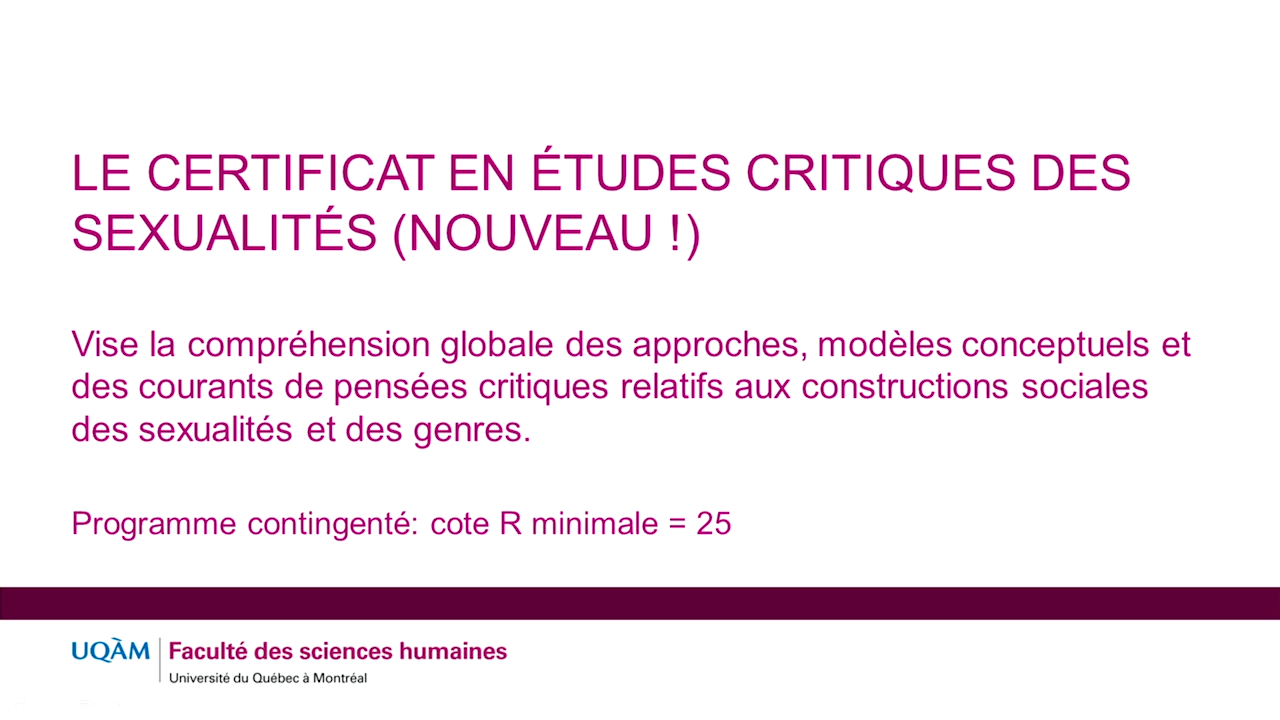 LE CERTIFICAT EN ÉTUDES CRITIQUES DES
SEXUALITÉS (NOUVEAU !)
Vise la compréhension globale des approches, modèles conceptuels et
des courants de pensées critiques relatifs aux constructions sociales
des sexualités et des genres.
Programme contingenté: cote R minimale = 25
UQÀM
Faculté des sciences humaines
Université du Québec à Montréal